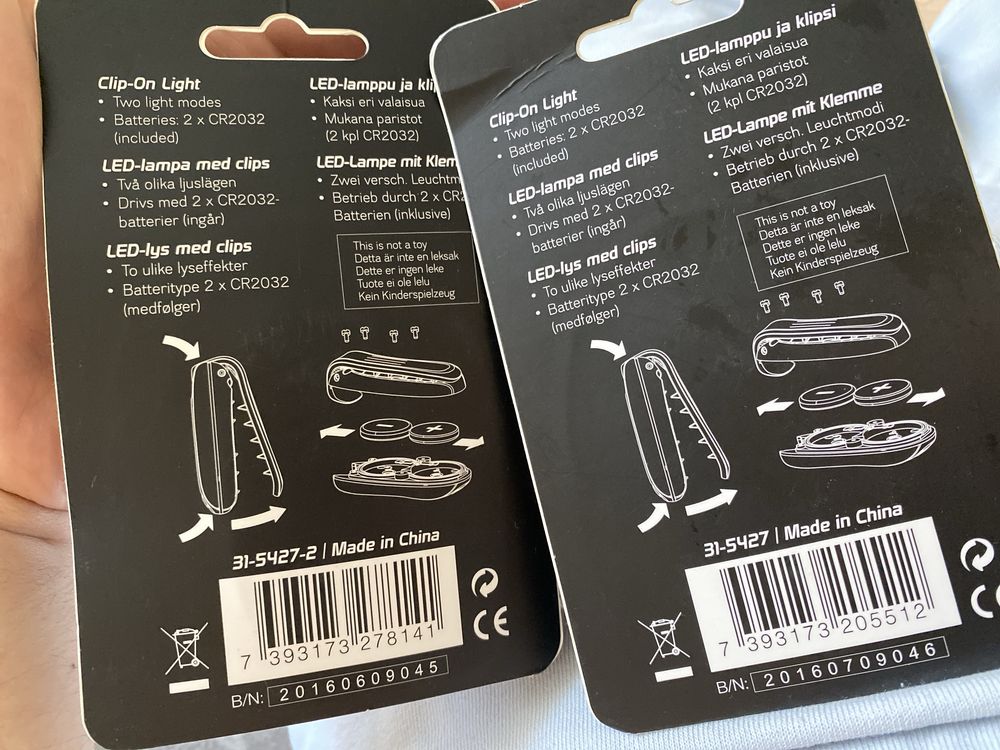 Clip-On Light
• Two light modes
• Batteries: 2 x CR2032
(included)
LED-lampa med clips
• Två olika ljuslägen
• Drivs med 2 x CR2032-
batterier (ingår)
LED-lys med clips
• To ulike lyseffekter
• Batteritype 2 x CR2032
(medfølger)
LED-lamppu ja kli
• Kaksi eri valaisua
• Mukana paristot
(2 kpl CR2032)
LED-Lampe mit Klem
• Zwei versch. Leuchtm
• Betrieb durch 2 x CR2
Batterien (inklusive)
This is not a toy
Detta är inte en leksak
Dette er ingen leke
Tuote ei ole lelu
Kein Kinderspielzeug
- +
31-5427-2 | Made in China
7 393173 278141
CE
B/N: 20160609045
Clip-On Light
• Two light modes
• Batteries: 2 x CR2032
(included)
LED-lampa med clips
• Två olika ljuslägen
• Drivs med 2 x CR2032-
batterier (ingår)
LED-lys med clips
• To ulike lyseffekter
• Batteritype 2 x CR2032
(medfølger)
LED-lamppu ja klipsi
• Kaksi eri valaisua
• Mukana paristot
(2 kpl CR2032)
LED-Lampe mit Klemme
• Zwei versch. Leuchtmodi
• Betrieb durch 2 x CR2032-
Batterien (inklusive)
This is not a toy
Detta är inte en leksak
Dette er ingen leke
Tuote ei ole lelu
Kein Kinderspielzeug
- +
31-5427 | Made in China
7 393173 205512
B/N: 20160709046